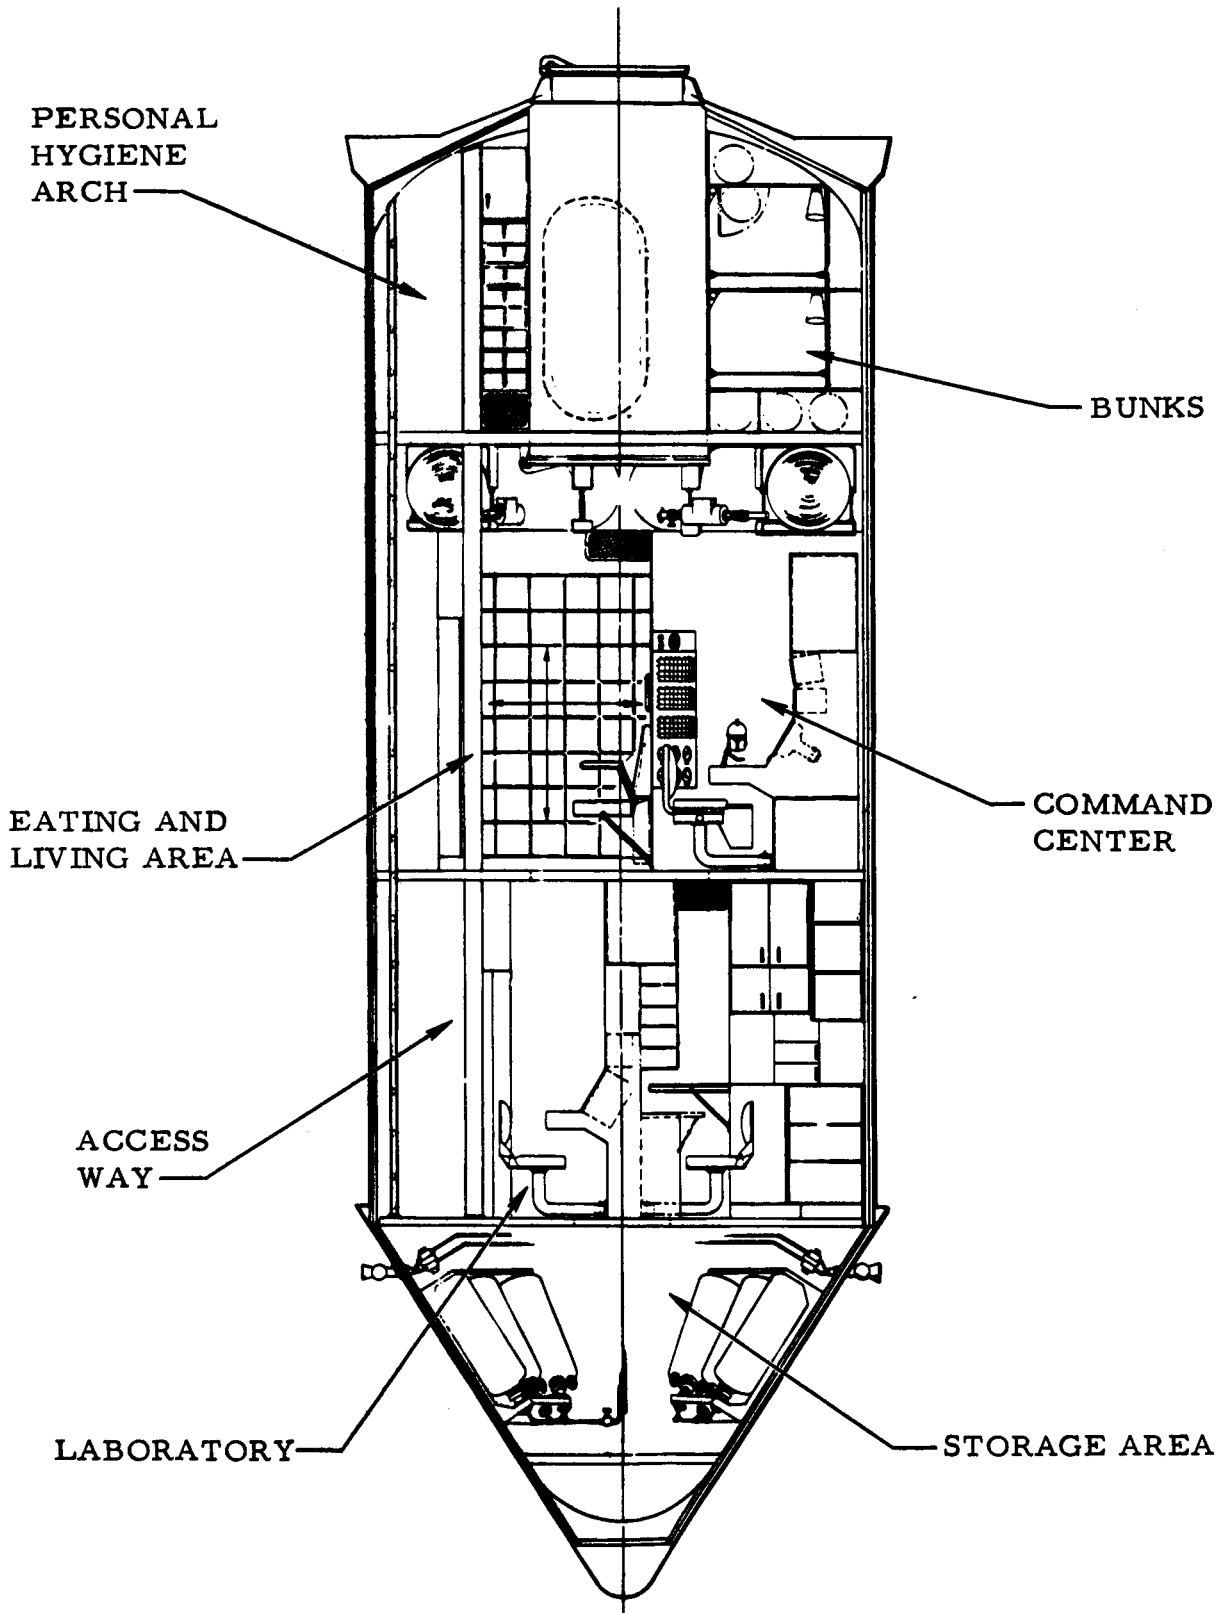 PERSONAL
HYGIENE
ARCH
BUNKS
EATING AND
LIVING AREA
COMMAND
CENTER
ACCESS
WAY
LABORATORY
STORAGE AREA